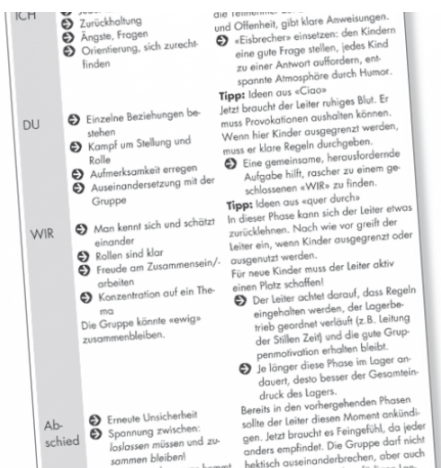 ICH
Zurückhaltung
Ängste, Fragen
Orientierung, sich zurecht-
finden
und Offenheit, gibt klare Anweisungen.
«Eisbrecher» einsetzen: den Kindern
eine gute Frage stellen, jedes Kind
zu einer Antwort auffordern, ent-
spannte Atmosphäre durch Humor.
Tipp: Ideen aus «Ciao»
DU
Einzelne Beziehungen be-
stehen
Kampf um Stellung und
Rolle
Aufmerksamkeit erregen
Auseinandersetzung mit der
Gruppe
Jetzt braucht der Leiter ruhiges Blut. Er
muss Provokationen aushalten können.
Wenn hier Kinder ausgegrenzt werden,
muss er klare Regeln durchgeben.
Eine gemeinsame, herausfordernde
Aufgabe hilft, rascher zu einem ge-
schlossenen «WIR» zu finden.
Tipp: Ideen aus «quer durch»
WIR
Man kennt sich und schätzt
einander
Rollen sind klar
Freude am Zusammensein/-
arbeiten
Konzentration auf ein The-
ma
Die Gruppe könnte «ewig»
zusammenbleiben.
In dieser Phase kann sich der Leiter etwas
zurücklehnen. Nach wie vor greift der
Leiter ein, wenn Kinder ausgegrenzt oder
ausgenutzt werden.
Für neue Kinder muss der Leiter aktiv
einen Platz schaffen!
Der Leiter achtet darauf, dass Regeln
eingehalten werden, der Lagerbe-
trieb geordnet verläuft (z.B. Leitung
der Stillen Zeit) und die gute Grup-
penmotivation erhalten bleibt.
Je länger diese Phase im Lager an-
dauert, desto besser der Gesamtein-
druck des Lagers.
Ab-
schied
Erneute Unsicherheit
Spannung zwischen:
loslassen müssen und zu-
sammen bleiben!
Bereits in den vorhergehenden Phasen
sollte der Leiter diesen Moment ankündi-
gen. Jetzt braucht es Feingefühl, da jeder
anders empfindet. Die Gruppe darf nicht
hektisch auseinanderbrechen, aber auch